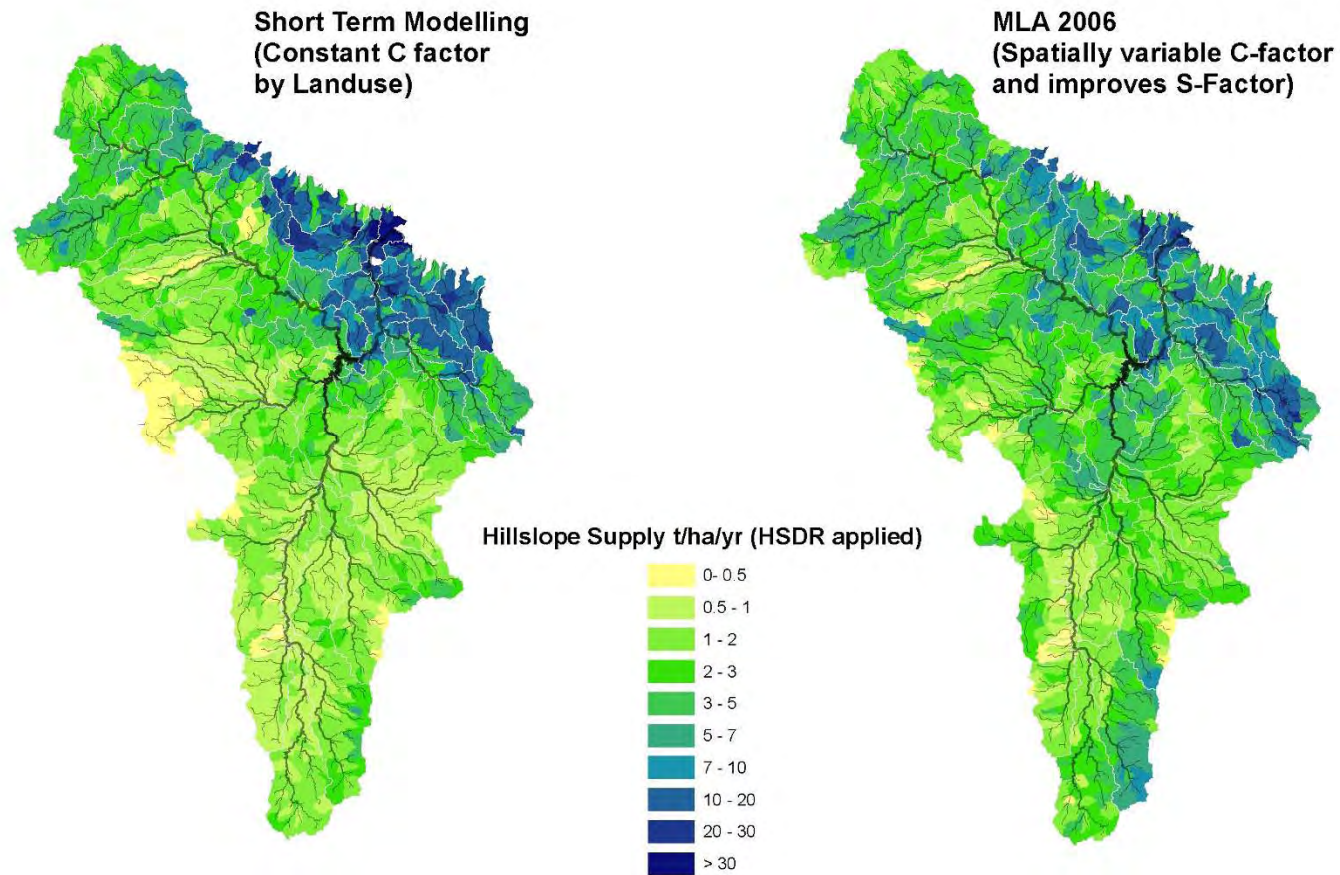 Short Term Modelling
(Constant C factor
by Landuse)
MLA 2006
(Spatially variable C-factor
and improves S-Factor)
Hillslope Supply t/ha/yr (HSDR applied)
0- 0.5
0.5 - 1
1 - 2
2 - 3
3 - 5
5 - 7
7 - 10
10 - 20
20 - 30
> 30